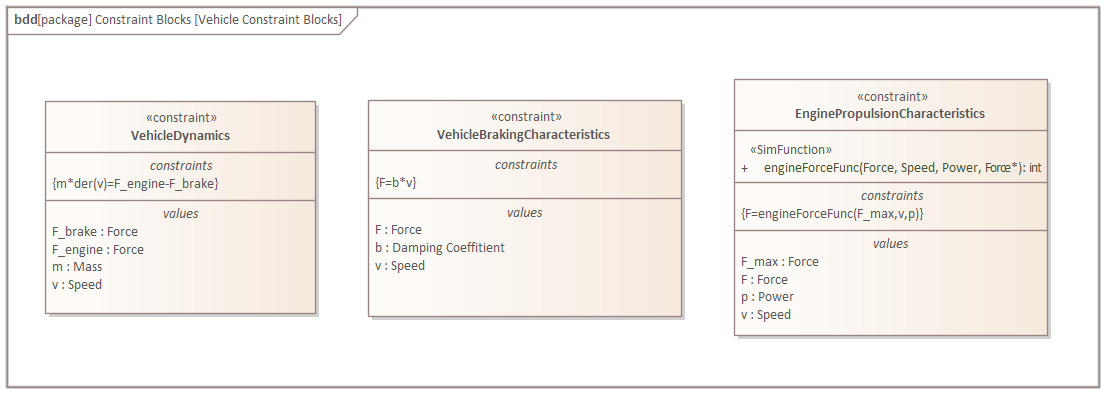 bdd[package] Constraint Blocks [Vehicle Constraint Blocks]
«constraint»
VehicleDynamics
constraints
{m*der(v)=F_engine-F_brake}
values
F_brake : Force
F_engine : Force
m : Mass
v : Speed
«constraint»
VehicleBrakingCharacteristics
constraints
{F=b*v}
values
F : Force
b : Damping Coeffitient
v : Speed
«constraint»
EnginePropulsionCharacteristics
«SimFunction»
+ engineForceFunc(Force, Speed, Power, Force*): int
constraints
{F=engineForceFunc(F_max,v,p)}
values
F_max : Force
F : Force
p : Power
v : Speed